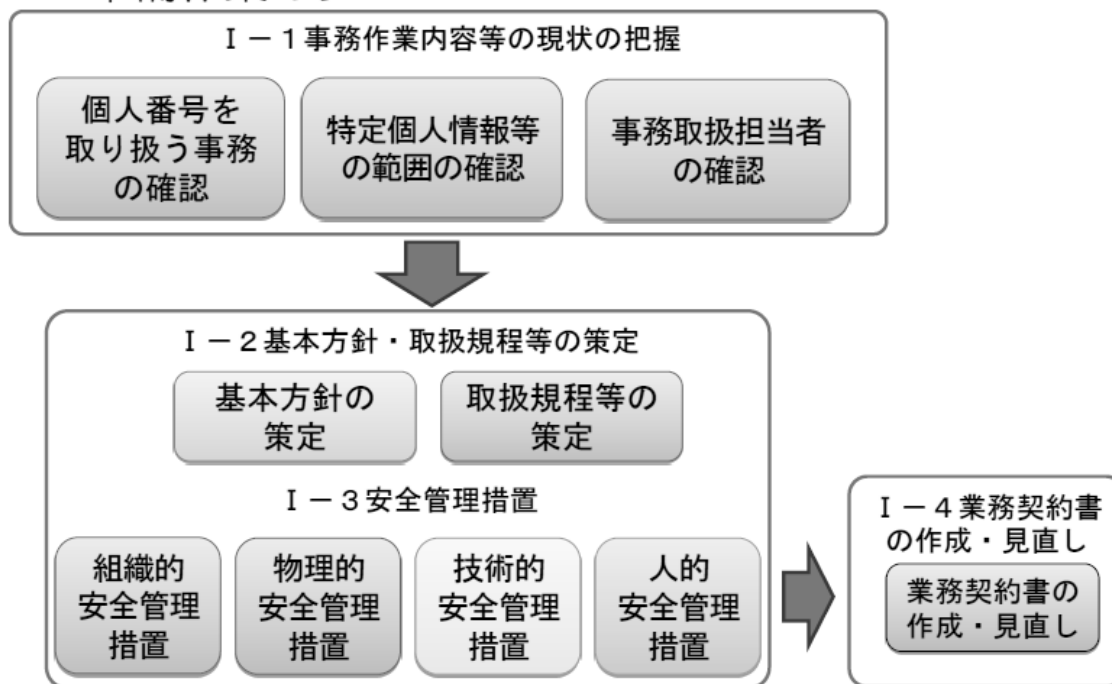 Ⅰ－１事務作業内容等の現状の把握
個人番号を
取り扱う事務
の確認
特定個人情報等
の範囲の確認
事務取扱担当者
の確認
Ⅰ－２基本方針・取扱規程等の策定
基本方針の
策定
取扱規程等の
策定
Ⅰ－３安全管理措置
組織的
安全管理
措置
物理的
安全管理
措置
技術的
安全管理
措置
人的
安全管理
措置
Ⅰ－４業務契約書
の作成・見直し
業務契約書の
作成・見直し